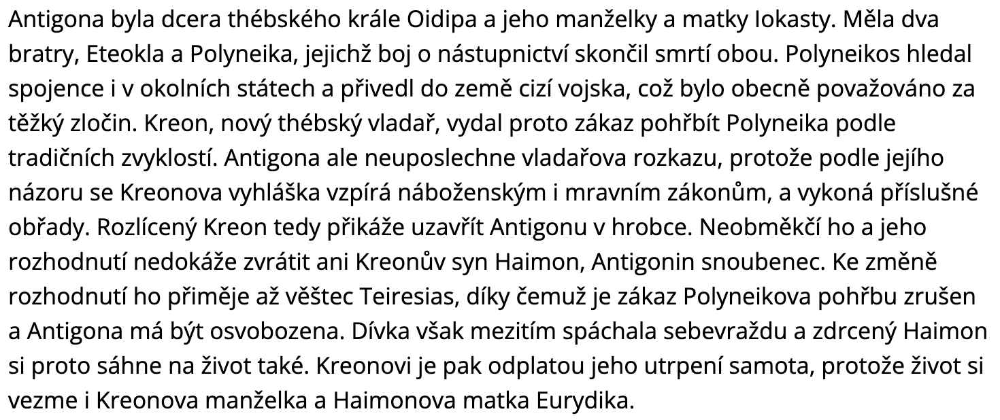 Antigona byla dcera thébského krále Oidipa a jeho manželky a matky Iokasty. Měla dva
bratry, Eteokla a Polyneika, jejichž boj o nástupnictví skončil smrtí obou. Polyneikos hledal
spojence i v okolních státech a přivedl do země cizí vojska, což bylo obecně považováno za
těžký zločin. Kreon, nový thébský vladař, vydal proto zákaz pohřbít Polyneika podle
tradičních zvyklostí. Antigona ale neuposlechne vladařova rozkazu, protože podle jejího
názoru se Kreonova vyhláška vzpírá náboženským i mravním zákonům, a vykoná příslušné
obřady. Rozlícený Kreon tedy přikáže uzavřít Antigonu v hrobce. Neobměkčí ho a jeho
rozhodnutí nedokáže zvrátit ani Kreonův syn Haimon, Antigonin snoubenec. Ke změně
rozhodnutí ho přiměje až věštec Teiresias, díky čemuž je zákaz Polyneikova pohřbu zrušen
a Antigona má být osvobozena. Dívka však mezitím spáchala sebevraždu a zdrcený Haimon
si proto sáhne na život také. Kreonovi je pak odplatou jeho utrpení samota, protože život si
vezme i Kreonova manželka a Haimonova matka Eurydika.